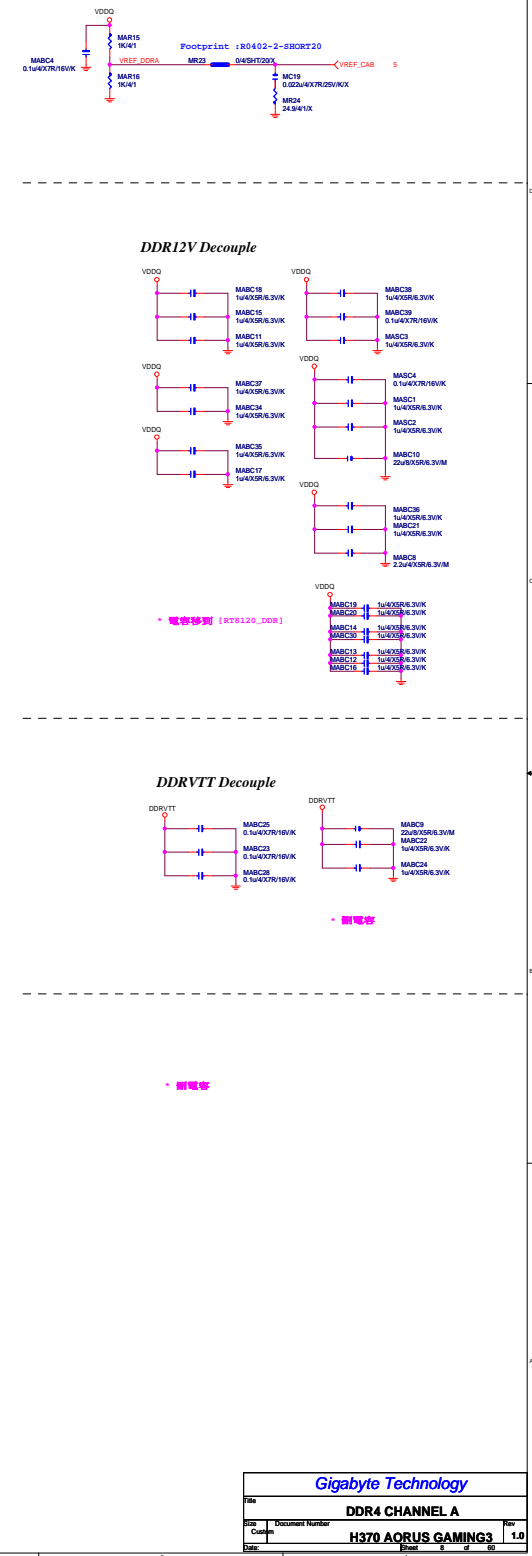 VDDQ
MAR15
1K/4/1
Footprint :R0402-2-SHORT20
MABC4
0.1u/4/X7R/16V/K
VREF_DDRA
MR23
0/4/SHT/20/X
VREF_CAB
5
MAR16
1K/4/1
MC19
0.022u/4/X7R/25V/K/X
MR24
24.9/4/1/X
D
DDR12V Decouple
VDDQ
MABC18
1u/4/X5R/6.3V/K
MABC15
1u/4/X5R/6.3V/K
MABC11
1u/4/X5R/6.3V/K
VDDQ
MABC38
1u/4/X5R/6.3V/K
MABC39
0.1u/4/X7R/16V/K
MASC3
1u/4/X5R/6.3V/K
VDDQ
MABC37
1u/4/X5R/6.3V/K
MABC34
1u/4/X5R/6.3V/K
VDDQ
MASC4
0.1u/4/X7R/16V/K
MASC1
1u/4/X5R/6.3V/K
MASC2
1u/4/X5R/6.3V/K
MABC10
22u/8/X5R/6.3V/M
VDDQ
MABC35
1u/4/X5R/6.3V/K
MABC17
1u/4/X5R/6.3V/K
VDDQ
MABC36
1u/4/X5R/6.3V/K
MABC21
1u/4/X5R/6.3V/K
MABC8
2.2u/4/X5R/6.3V/M
C
VDDQ
MABC19 1u/4/X5R/6.3V/K
MABC20 1u/4/X5R/6.3V/K
MABC14 1u/4/X5R/6.3V/K
MABC30 1u/4/X5R/6.3V/K
MABC13 1u/4/X5R/6.3V/K
MABC12 1u/4/X5R/6.3V/K
MABC16 1u/4/X5R/6.3V/K
* 電容移到 [RT8120_DDR]
DDRVTT Decouple
DDRVTT
MABC25
0.1u/4/X7R/16V/K
MABC23
0.1u/4/X7R/16V/K
MABC28
0.1u/4/X7R/16V/K
DDRVTT
MABC9
22u/8/X5R/6.3V/M
MABC22
1u/4/X5R/6.3V/K
MABC24
1u/4/X5R/6.3V/K
* 刪電容
B
* 刪電容
A
Gigabyte Technology
Title
DDR4 CHANNEL A
Size
Custom
Document Number
H370 AORUS GAMING3
Rev
1.0
Date:
Sheet 8 of 60